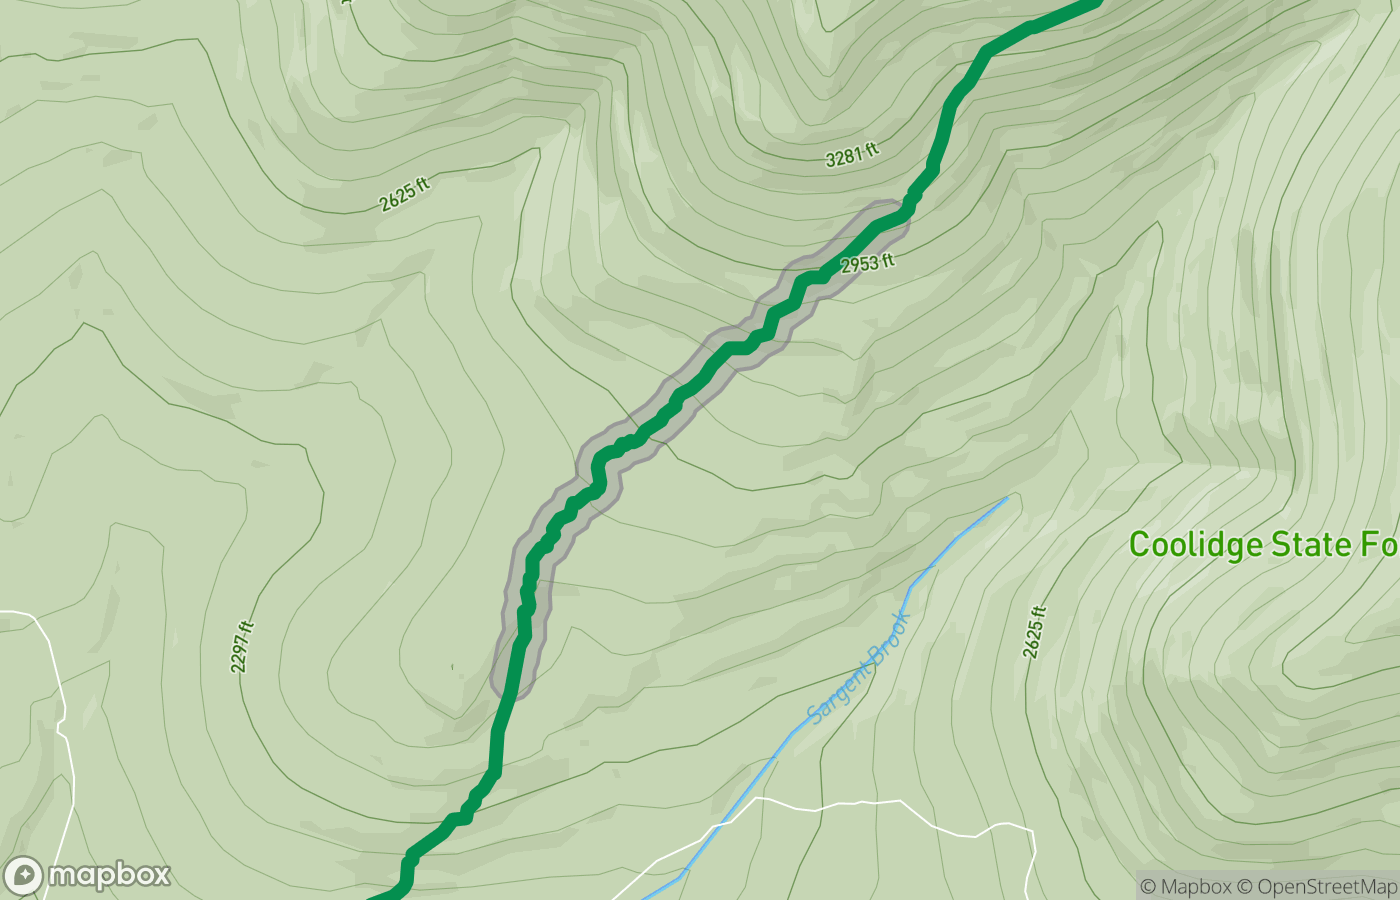 3281 ft
2625 ft
2953 ft
Coolidge State Fo
2297 ft
2625 ft
Sargent Brook
mapbox
© Mapbox © OpenStreetMap